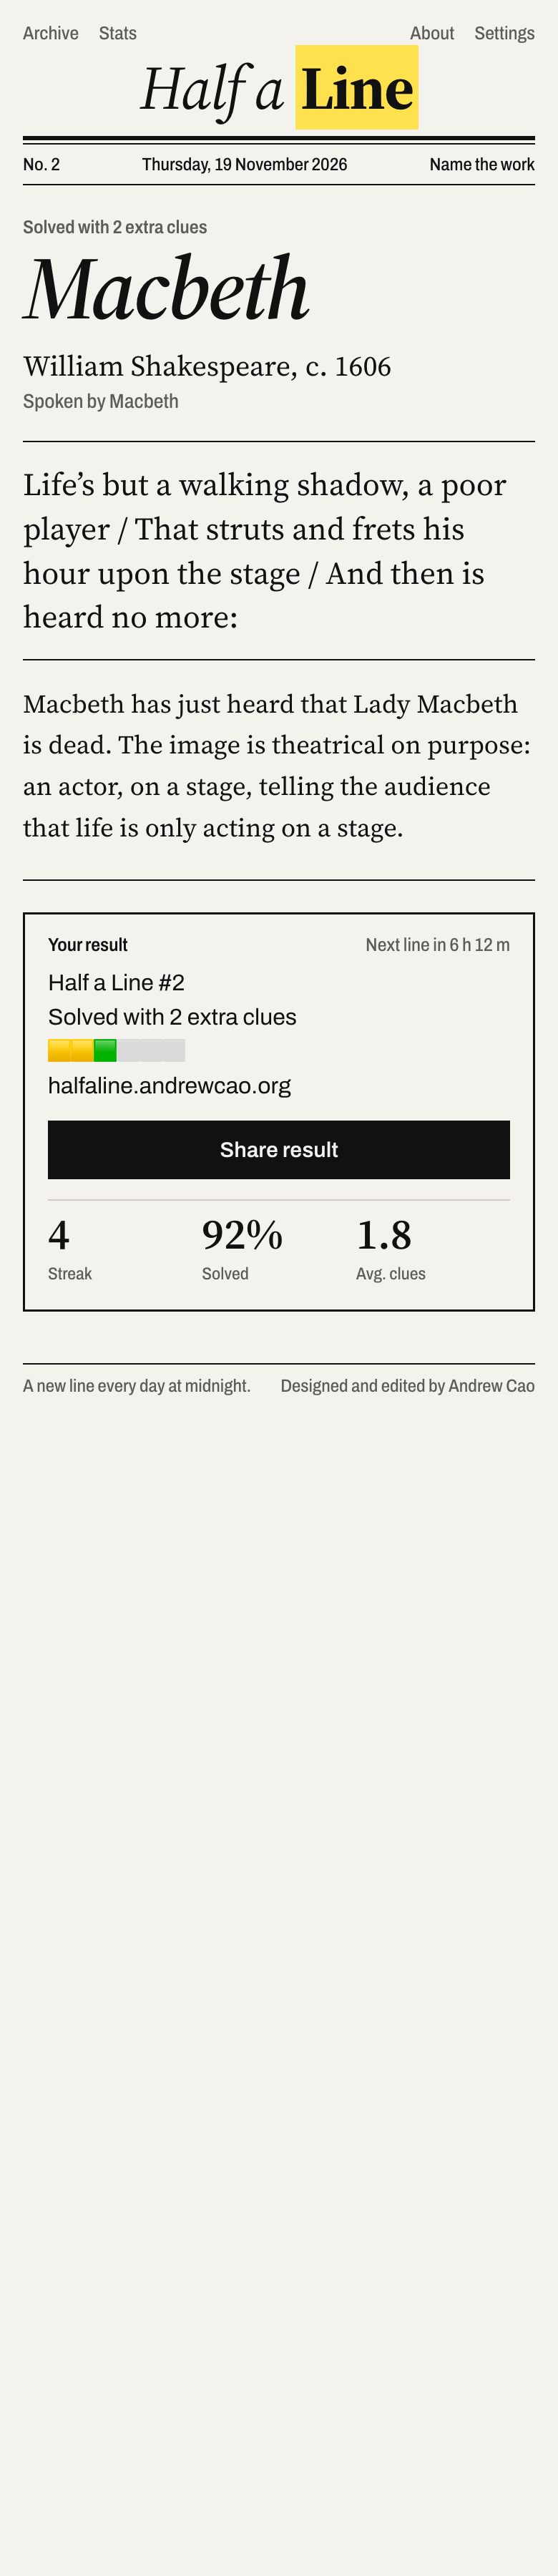 Archive Stats About Settings
Half a Line
No. 2 Thursday, 19 November 2026 Name the work
Solved with 2 extra clues
Macbeth
William Shakespeare, c. 1606
Spoken by Macbeth
Life’s but a walking shadow, a poor
player / That struts and frets his
hour upon the stage / And then is
heard no more:
Macbeth has just heard that Lady Macbeth
is dead. The image is theatrical on purpose:
an actor, on a stage, telling the audience
that life is only acting on a stage.
Your result Next line in 6 h 12 m
Half a Line #2
Solved with 2 extra clues
halfaline.andrewcao.org
Share result
4 92% 1.8
Streak Solved Avg. clues
A new line every day at midnight. Designed and edited by Andrew Cao